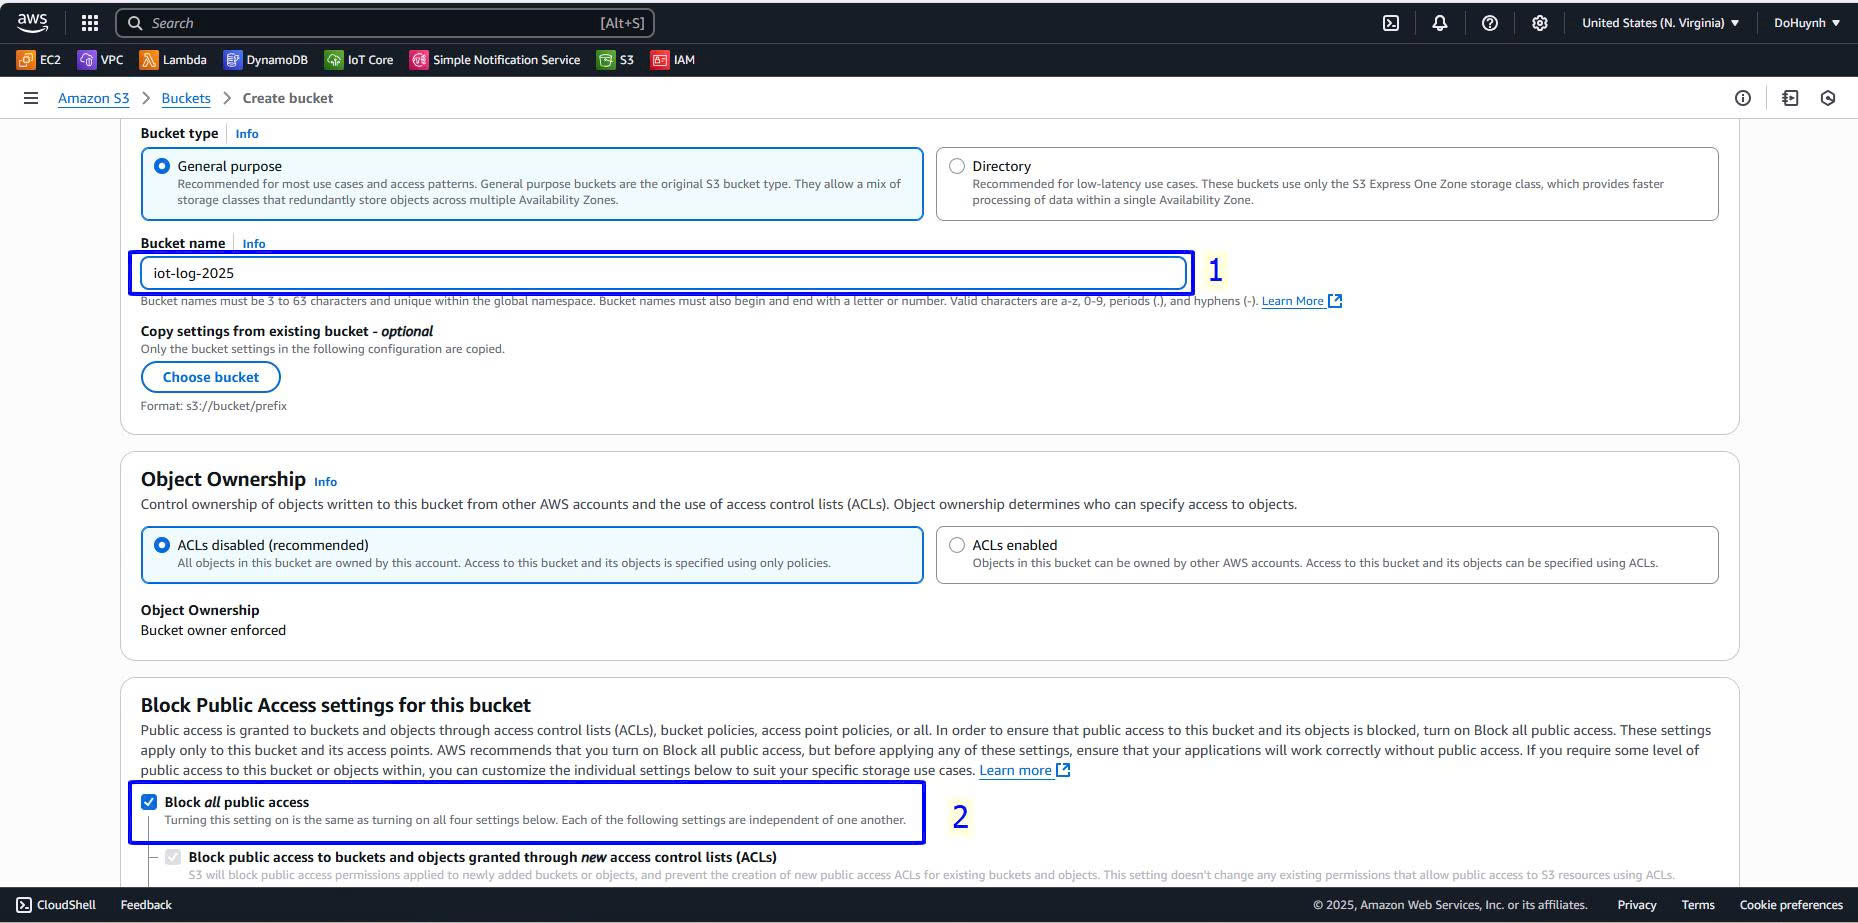 aws
Search
[Alt+S]
United States (N. Virginia)
DoHuynh
EC2
VPC
Lambda
DynamoDB
IoT Core
Simple Notification Service
S3
IAM
Amazon S3
Buckets
Create bucket
Bucket type
Info
General purpose
Recommended for most use cases and access patterns. General purpose buckets are the original S3 bucket type. They allow a mix of
storage classes that redundantly store objects across multiple Availability Zones.
Directory
Recommended for low-latency use cases. These buckets use only the S3 Express One Zone storage class, which provides faster
processing of data within a single Availability Zone.
Bucket name
Info
iot-log-2025
1
Bucket names must be 3 to 63 characters and unique within the global namespace. Bucket names must also begin and end with a letter or number. Valid characters are a-z, 0-9, periods (.), and hyphens (-). Learn More
Copy settings from existing bucket - optional
Only the bucket settings in the following configuration are copied.
Choose bucket
Format: s3://bucket/prefix
Object Ownership Info
Control ownership of objects written to this bucket from other AWS accounts and the use of access control lists (ACLs). Object ownership determines who can specify access to objects.
ACLs disabled (recommended)
All objects in this bucket are owned by this account. Access to this bucket and its objects is specified using only policies.
ACLs enabled
Objects in this bucket can be owned by other AWS accounts. Access to this bucket and its objects can be specified using ACLs.
Object Ownership
Bucket owner enforced
Block Public Access settings for this bucket
Public access is granted to buckets and objects through access control lists (ACLs), bucket policies, access point policies, or all. In order to ensure that public access to this bucket and its objects is blocked, turn on Block all public access. These settings
apply only to this bucket and its access points. AWS recommends that you turn on Block all public access, but before applying any of these settings, ensure that your applications will work correctly without public access. If you require some level of
public access to this bucket or objects within, you can customize the individual settings below to suit your specific storage use cases. Learn more
Block all public access
Turning this setting on is the same as turning on all four settings below. Each of the following settings are independent of one another.
2
Block public access to buckets and objects granted through new access control lists (ACLs)
S3 will block public access permissions applied to newly added buckets or objects, and prevent the creation of new public access ACLs for existing buckets and objects. This setting doesn't change any existing permissions that allow public access to S3 resources using ACLs.
CloudShell
Feedback
© 2025, Amazon Web Services, Inc. or its affiliates.
Privacy
Terms
Cookie preferences